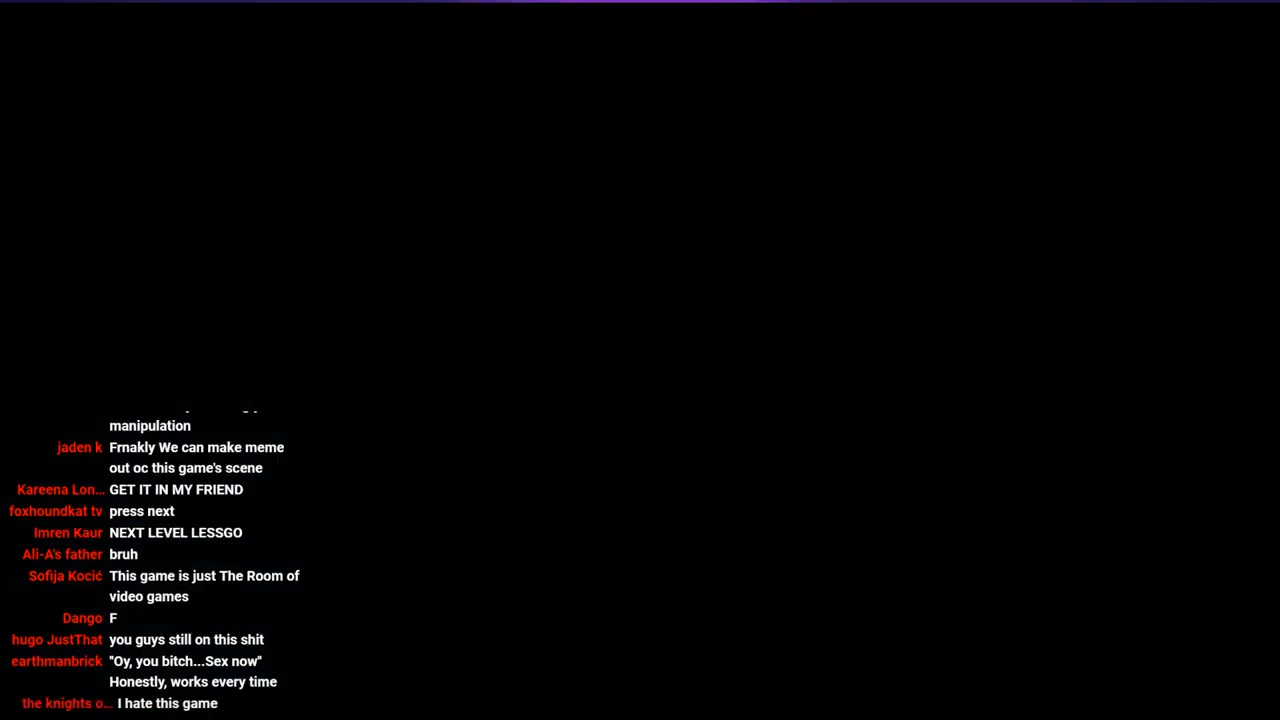 manipulation
jaden k Frnakly We can make meme
out oc this game's scene
Kareena Lon... GET IT IN MY FRIEND
foxhoundkat tv press next
Imren Kaur NEXT LEVEL LESSGO
Ali-A's father bruh
Sofija Kocić This game is just The Room of
video games
Dango F
hugo JustThat you guys still on this shit
earthmanbrick "Oy, you bitch...Sex now"
Honestly, works every time
the knights o... I hate this game